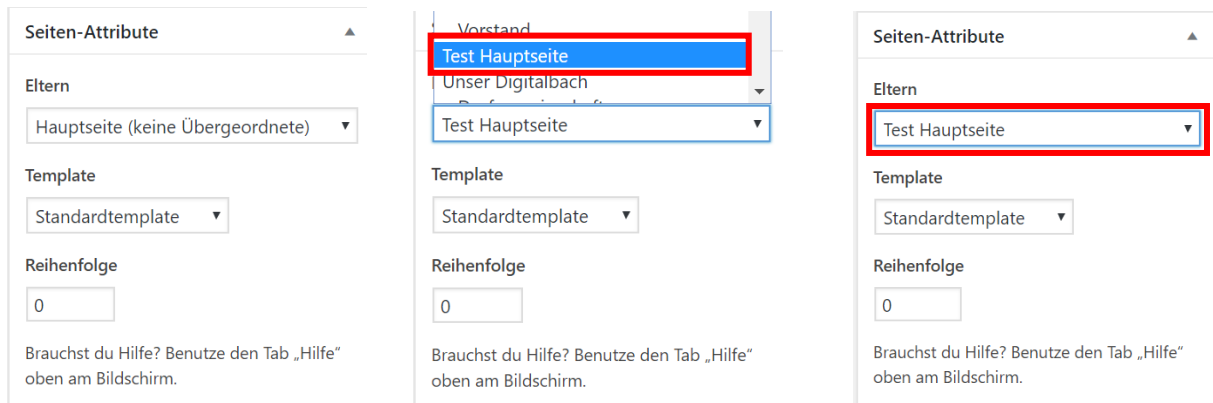 Seiten-Attribute
Eltern
Hauptseite (keine Übergeordnete)
Template
Standardtemplate
Reihenfolge
0
Brauchst du Hilfe? Benutze den Tab „Hilfe“
oben am Bildschirm.
Vorstand
Test Hauptseite
Unser Digitalbach
Test Hauptseite
Template
Standardtemplate
Reihenfolge
0
Brauchst du Hilfe? Benutze den Tab „Hilfe“
oben am Bildschirm.
Seiten-Attribute
Eltern
Test Hauptseite
Template
Standardtemplate
Reihenfolge
0
Brauchst du Hilfe? Benutze den Tab „Hilfe“
oben am Bildschirm.